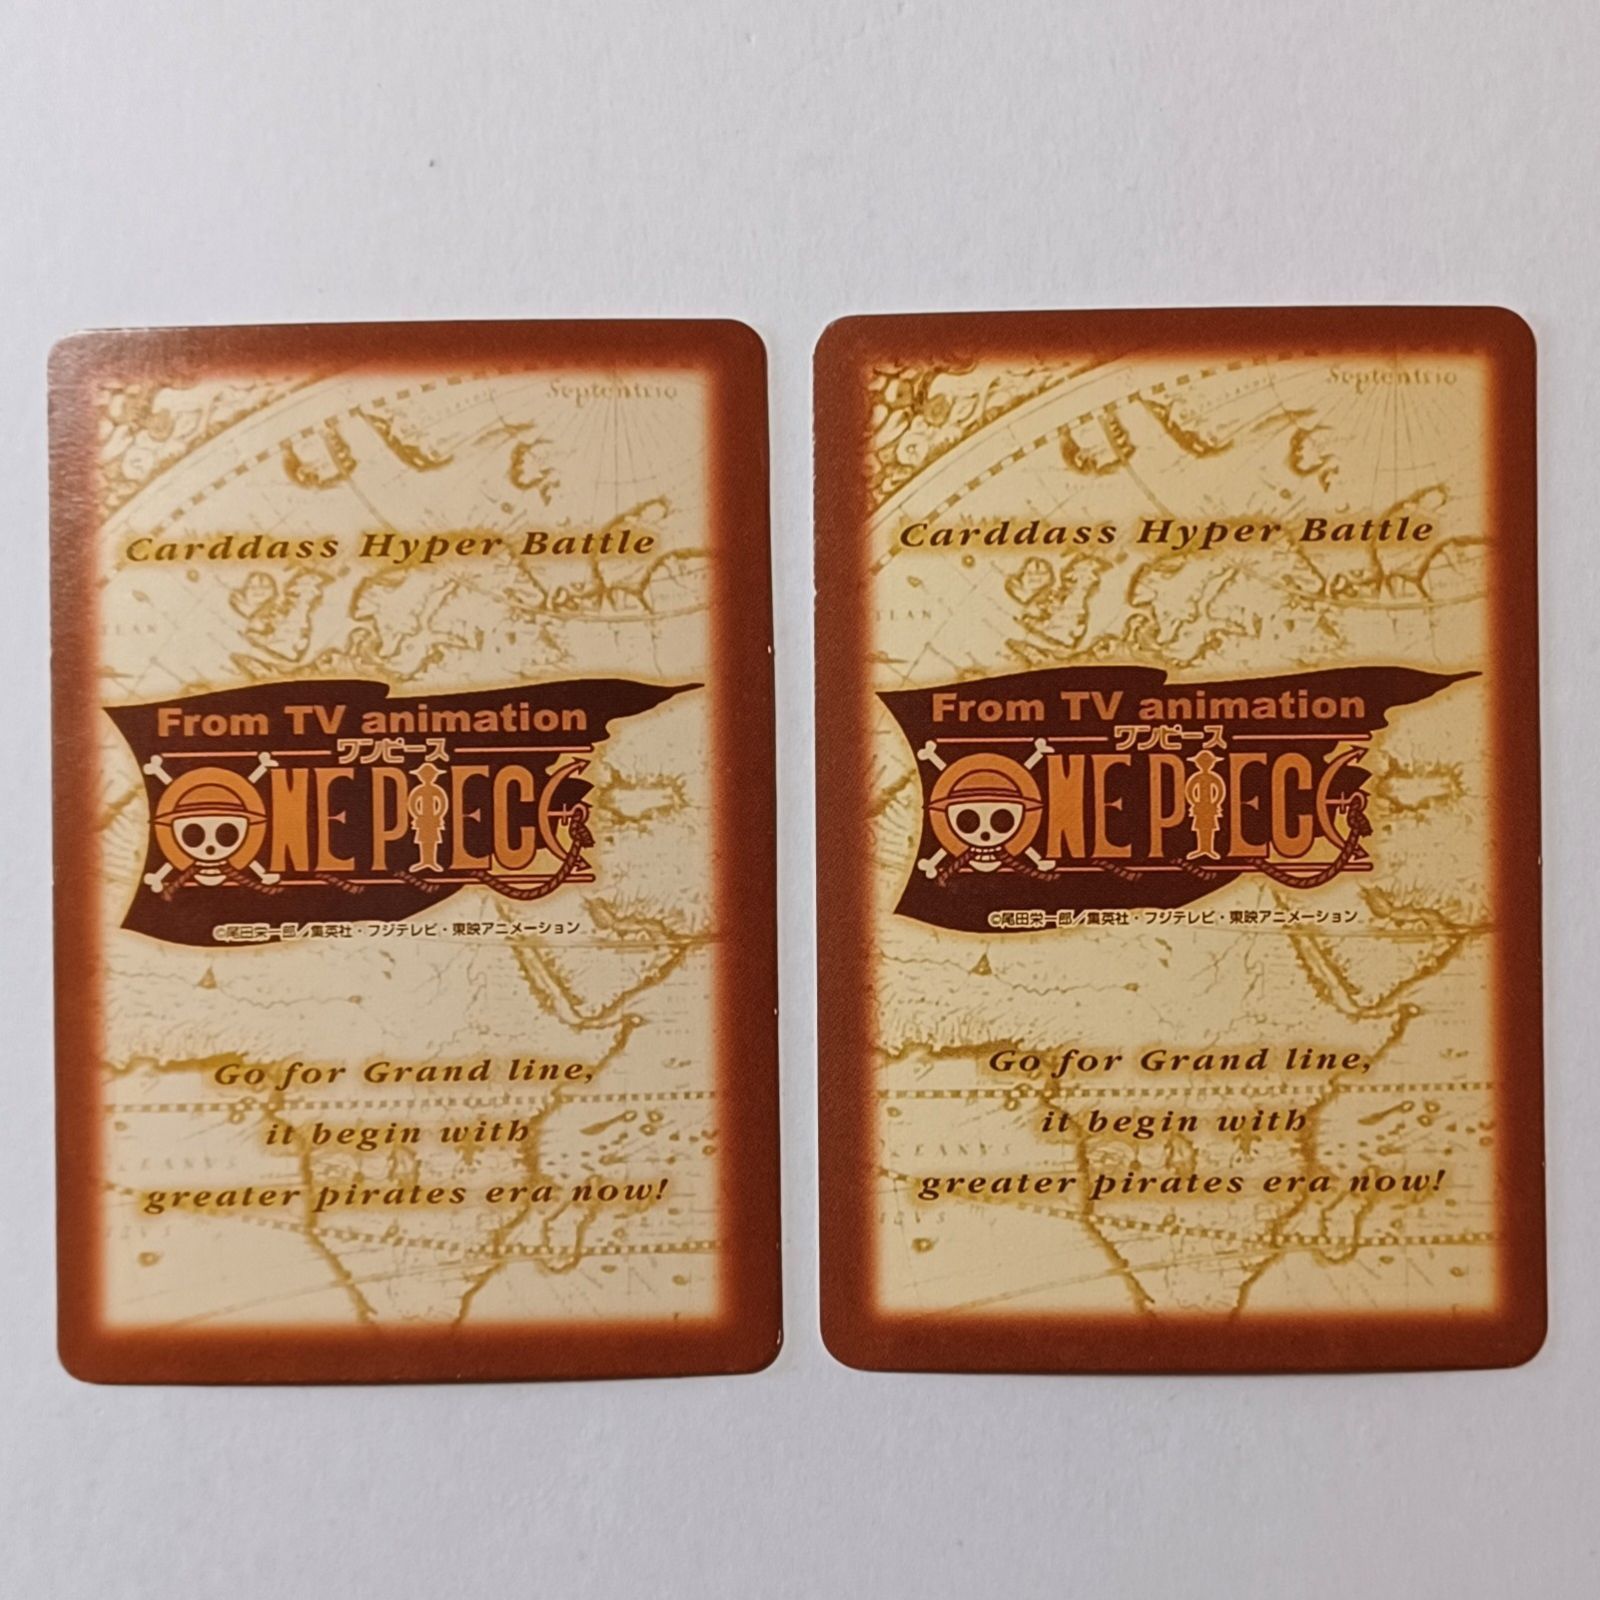 Septentrio
Carddass Hyper Battle
From TV animation
ワンピース
ONE PIECE
©尾田栄一郎／集英社・フジテレビ・東映アニメーション
Go for Grand line,
it begin with
greater pirates era now!
Septentrio
Carddass Hyper Battle
From TV animation
ワンピース
ONE PIECE
©尾田栄一郎／集英社・フジテレビ・東映アニメーション
Go for Grand line,
it begin with
greater pirates era now!